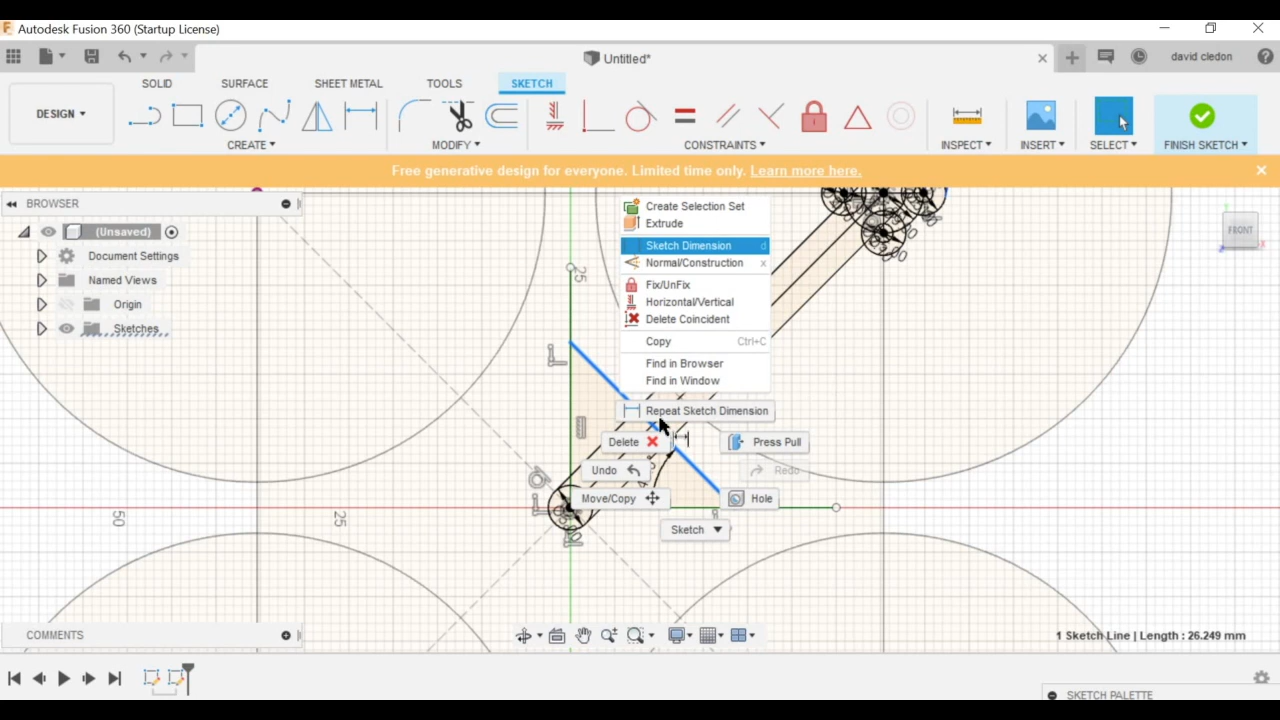 Autodesk Fusion 360 (Startup License)
Untitled*
david cledon
SOLID SURFACE SHEET METAL TOOLS SKETCH
DESIGN ▾
CREATE ▾ MODIFY ▾ CONSTRAINTS ▾ INSPECT ▾ INSERT ▾ SELECT ▾ FINISH SKETCH ▾
Free generative design for everyone. Limited time only. Learn more here.
BROWSER
(Unsaved)
Document Settings
Named Views
Origin
Sketches
FRONT
Create Selection Set
Extrude
Sketch Dimension d
Normal/Construction x
Fix/UnFix
Horizontal/Vertical
Delete Coincident
Copy Ctrl+C
Find in Browser
Find in Window
Repeat Sketch Dimension
Delete
Press Pull
Undo
Redo
Move/Copy
Hole
Sketch ▼
25
50
25
COMMENTS
1 Sketch Line | Length : 26.249 mm
SKETCH PALETTE